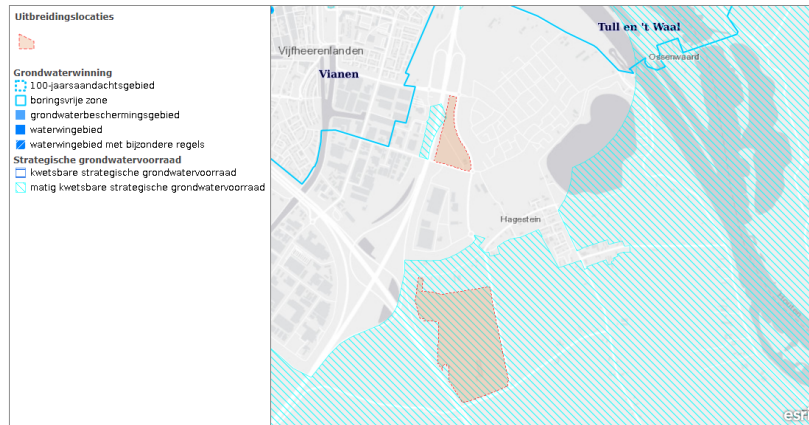 Uitbreidingslocaties
Grondwaterwinning
100-jaarsaandachtsgebied
boringsvrije zone
grondwaterbeschermingsgebied
waterwingebied
waterwingebied met bijzondere regels
Strategische grondwatervoorraad
kwetsbare strategische grondwatervoorraad
matig kwetsbare strategische grondwatervoorraad
Tull en 't Waal
Ossenwaard
Vijfheerenlanden
Vianen
Hagestein
esri